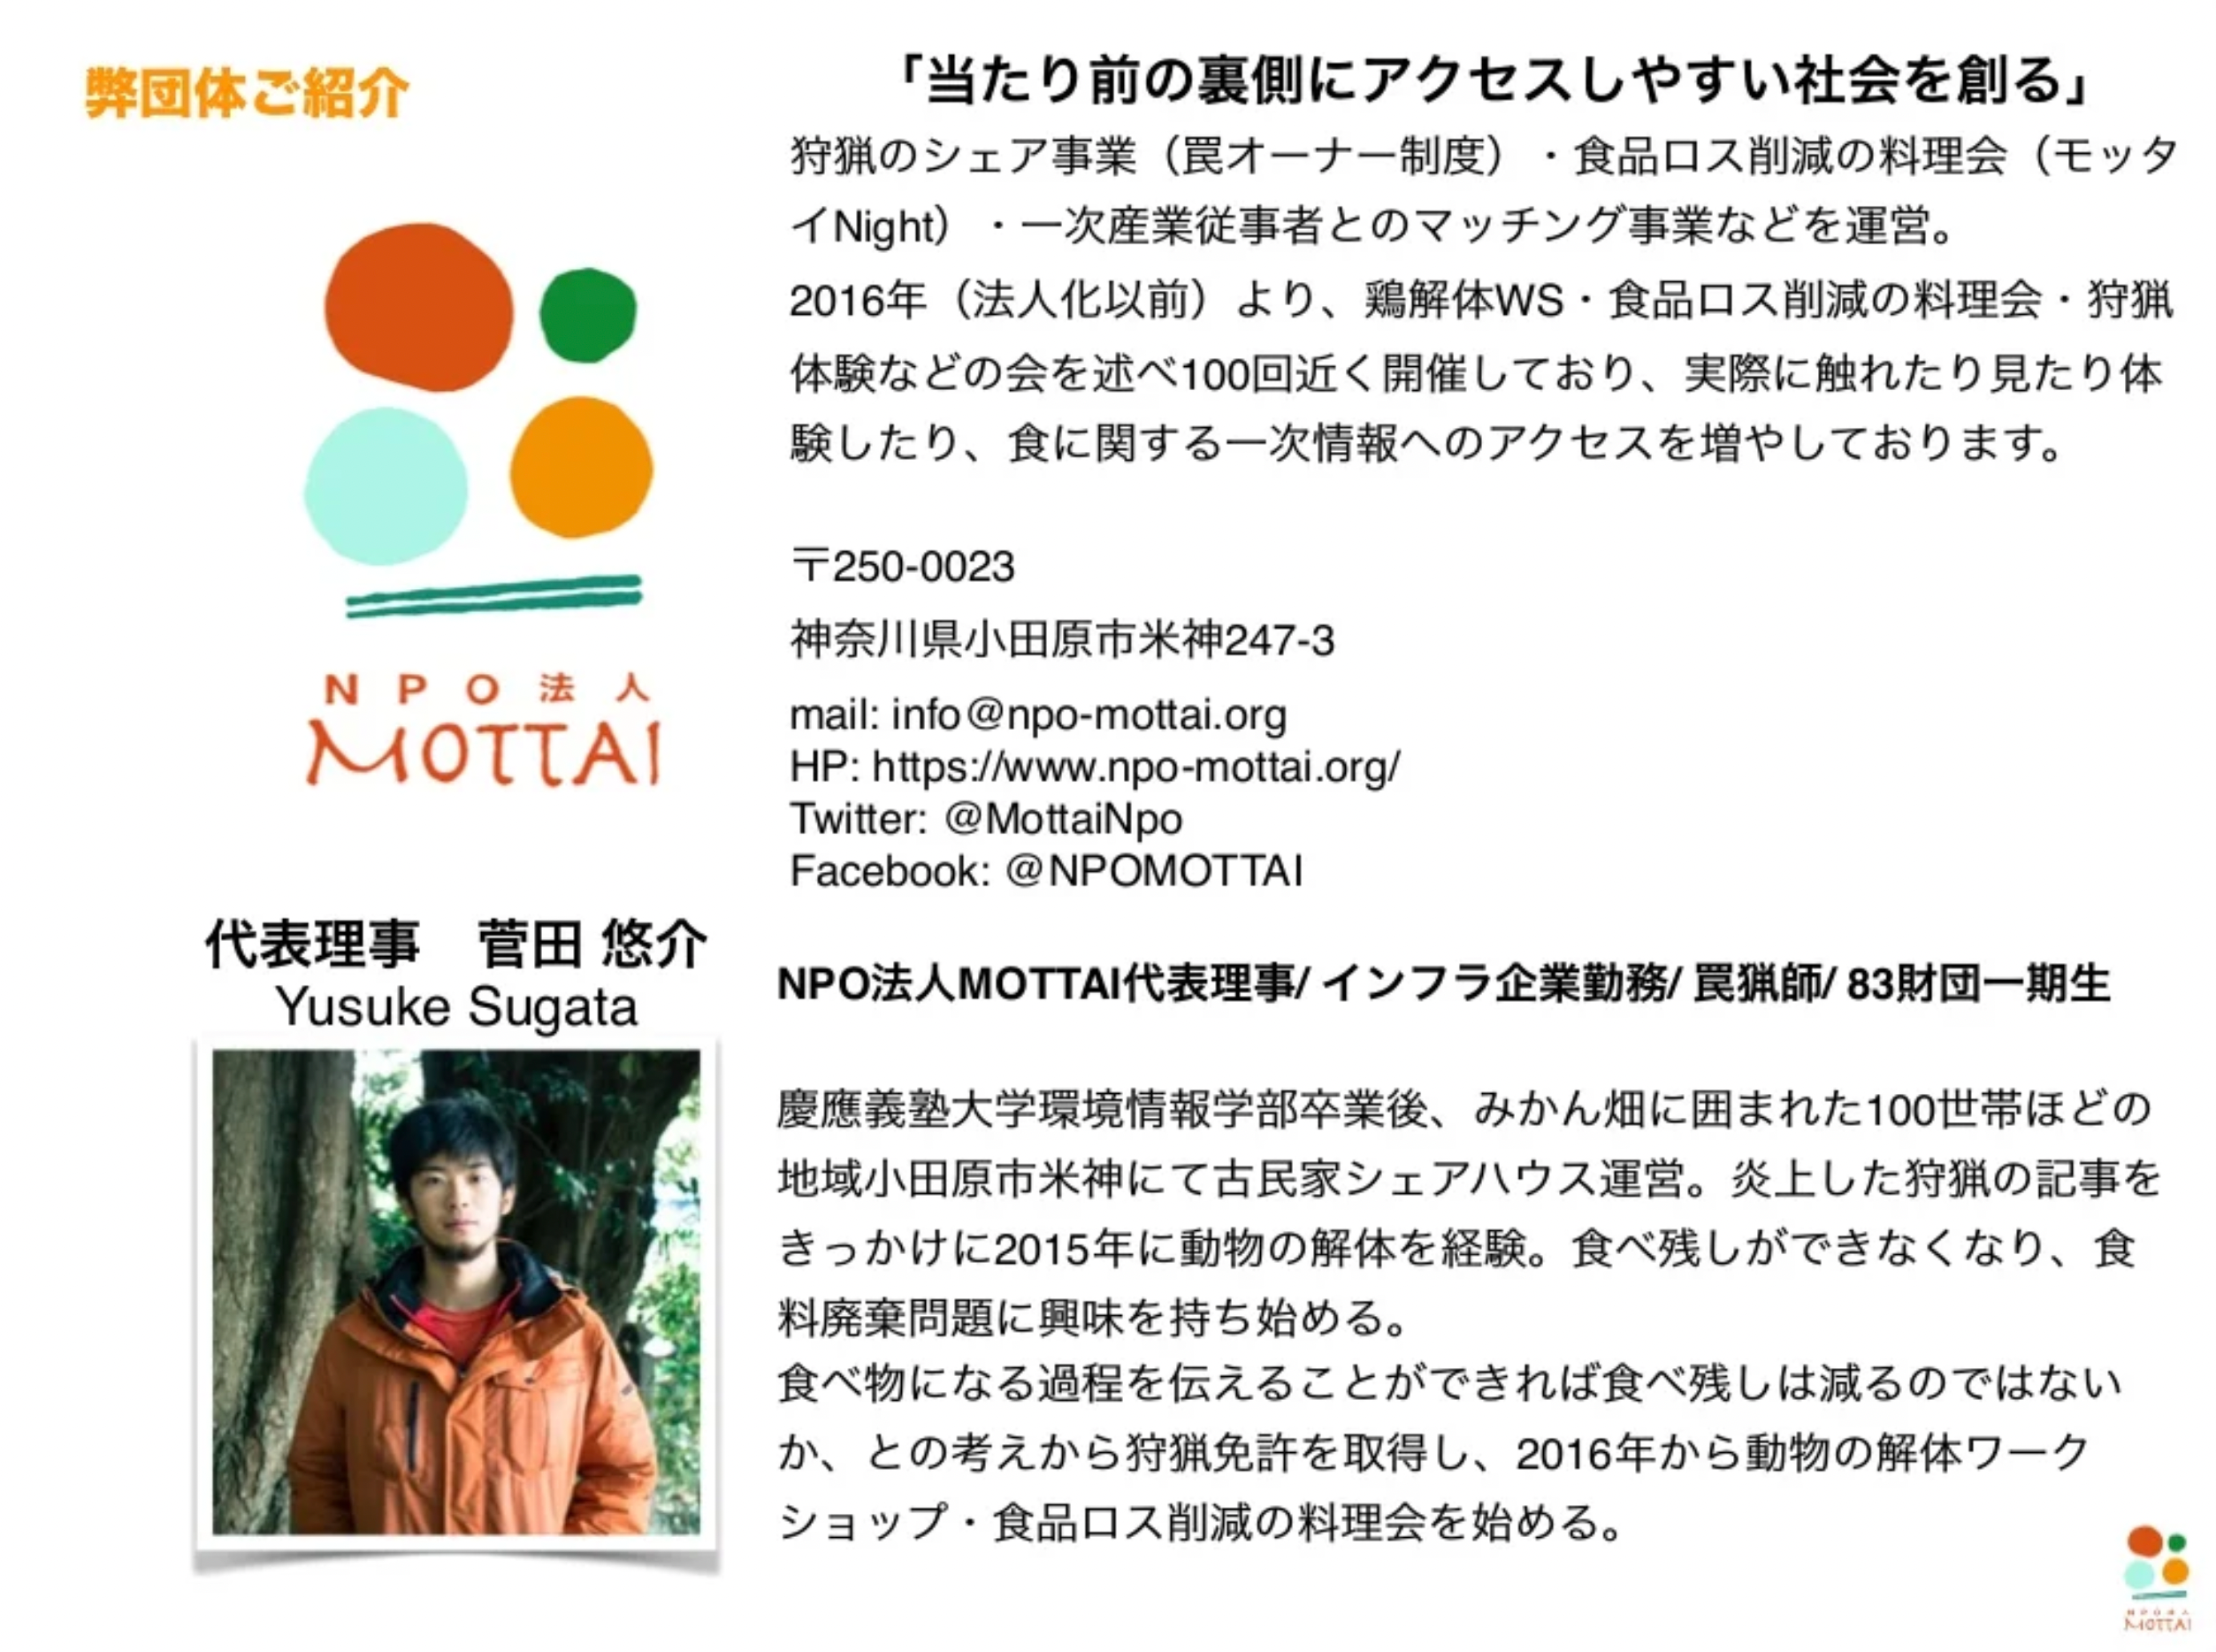 弊団体ご紹介
NPO法人
MOTTAI
代表理事　菅田 悠介
Yusuke Sugata
「当たり前の裏側にアクセスしやすい社会を創る」
狩猟のシェア事業（罠オーナー制度）・食品ロス削減の料理会（モッタ
イNight）・一次産業従事者とのマッチング事業などを運営。
2016年（法人化以前）より、鶏解体WS・食品ロス削減の料理会・狩猟
体験などの会を述べ100回近く開催しており、実際に触れたり見たり体
験したり、食に関する一次情報へのアクセスを増やしております。
〒250-0023
神奈川県小田原市米神247-3
mail: info@npo-mottai.org
HP: https://www.npo-mottai.org/
Twitter: @MottaiNpo
Facebook: @NPOMOTTAI
NPO法人MOTTAI代表理事/ インフラ企業勤務/ 罠猟師/ 83財団一期生
慶應義塾大学環境情報学部卒業後、みかん畑に囲まれた100世帯ほどの
地域小田原市米神にて古民家シェアハウス運営。炎上した狩猟の記事を
きっかけに2015年に動物の解体を経験。食べ残しができなくなり、食
料廃棄問題に興味を持ち始める。
食べ物になる過程を伝えることができれば食べ残しは減るのではない
か、との考えから狩猟免許を取得し、2016年から動物の解体ワーク
ショップ・食品ロス削減の料理会を始める。
NPO法人
MOTTAI